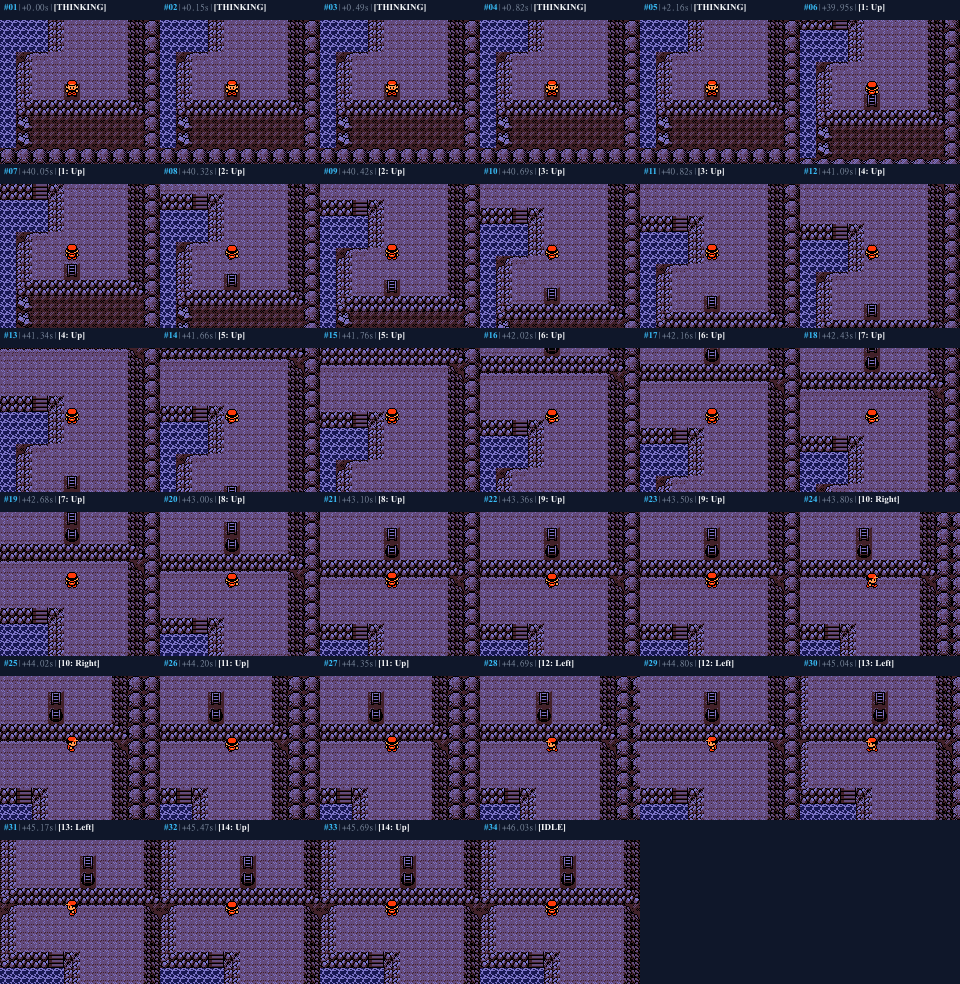 #01|+0.00s|[THINKING]
#02|+0.15s|[THINKING]
#03|+0.49s|[THINKING]
#04|+0.82s|[THINKING]
#05|+2.16s|[THINKING]
#06|+39.95s|[1: Up]
#07|+40.05s|[1: Up]
#08|+40.32s|[2: Up]
#09|+40.42s|[2: Up]
#10|+40.69s|[3: Up]
#11|+40.82s|[3: Up]
#12|+41.09s|[4: Up]
#13|+41.34s|[4: Up]
#14|+41.66s|[5: Up]
#15|+41.76s|[5: Up]
#16|+42.02s|[6: Up]
#17|+42.16s|[6: Up]
#18|+42.43s|[7: Up]
#19|+42.68s|[7: Up]
#20|+43.00s|[8: Up]
#21|+43.10s|[8: Up]
#22|+43.36s|[9: Up]
#23|+43.50s|[9: Up]
#24|+43.80s|[10: Right]
#25|+44.02s|[10: Right]
#26|+44.20s|[11: Up]
#27|+44.35s|[11: Up]
#28|+44.69s|[12: Left]
#29|+44.80s|[12: Left]
#30|+45.04s|[13: Left]
#31|+45.17s|[13: Left]
#32|+45.47s|[14: Up]
#33|+45.69s|[14: Up]
#34|+46.03s|[IDLE]